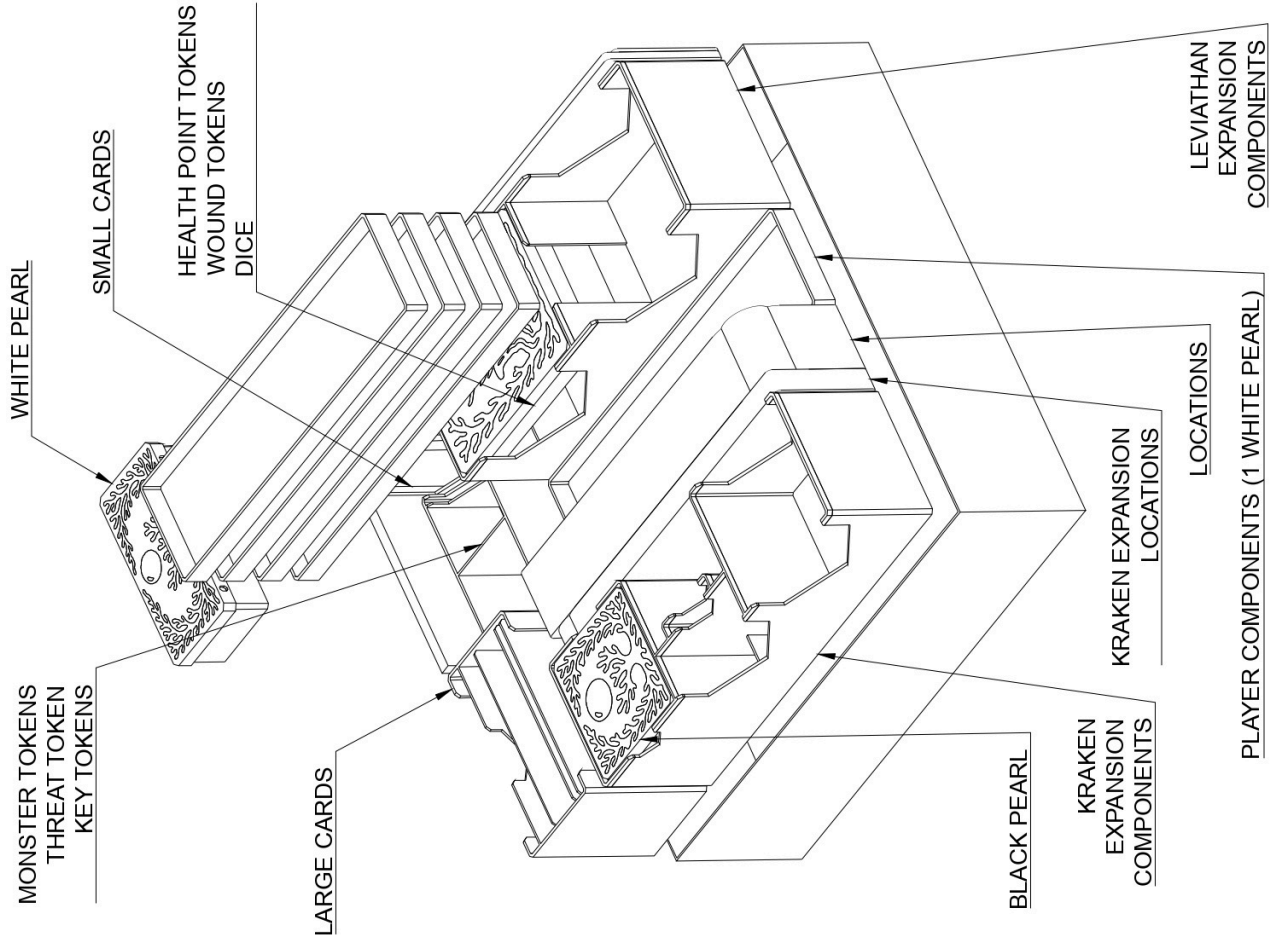 WHITE PEARL
SMALL CARDS
HEALTH POINT TOKENS
WOUND TOKENS
DICE
MONSTER TOKENS
THREAT TOKEN
KEY TOKENS
LARGE CARDS
BLACK PEARL
KRAKEN
EXPANSION
COMPONENTS
KRAKEN EXPANSION
LOCATIONS
LOCATIONS
PLAYER COMPONENTS (1 WHITE PEARL)
LEVIATHAN
EXPANSION
COMPONENTS